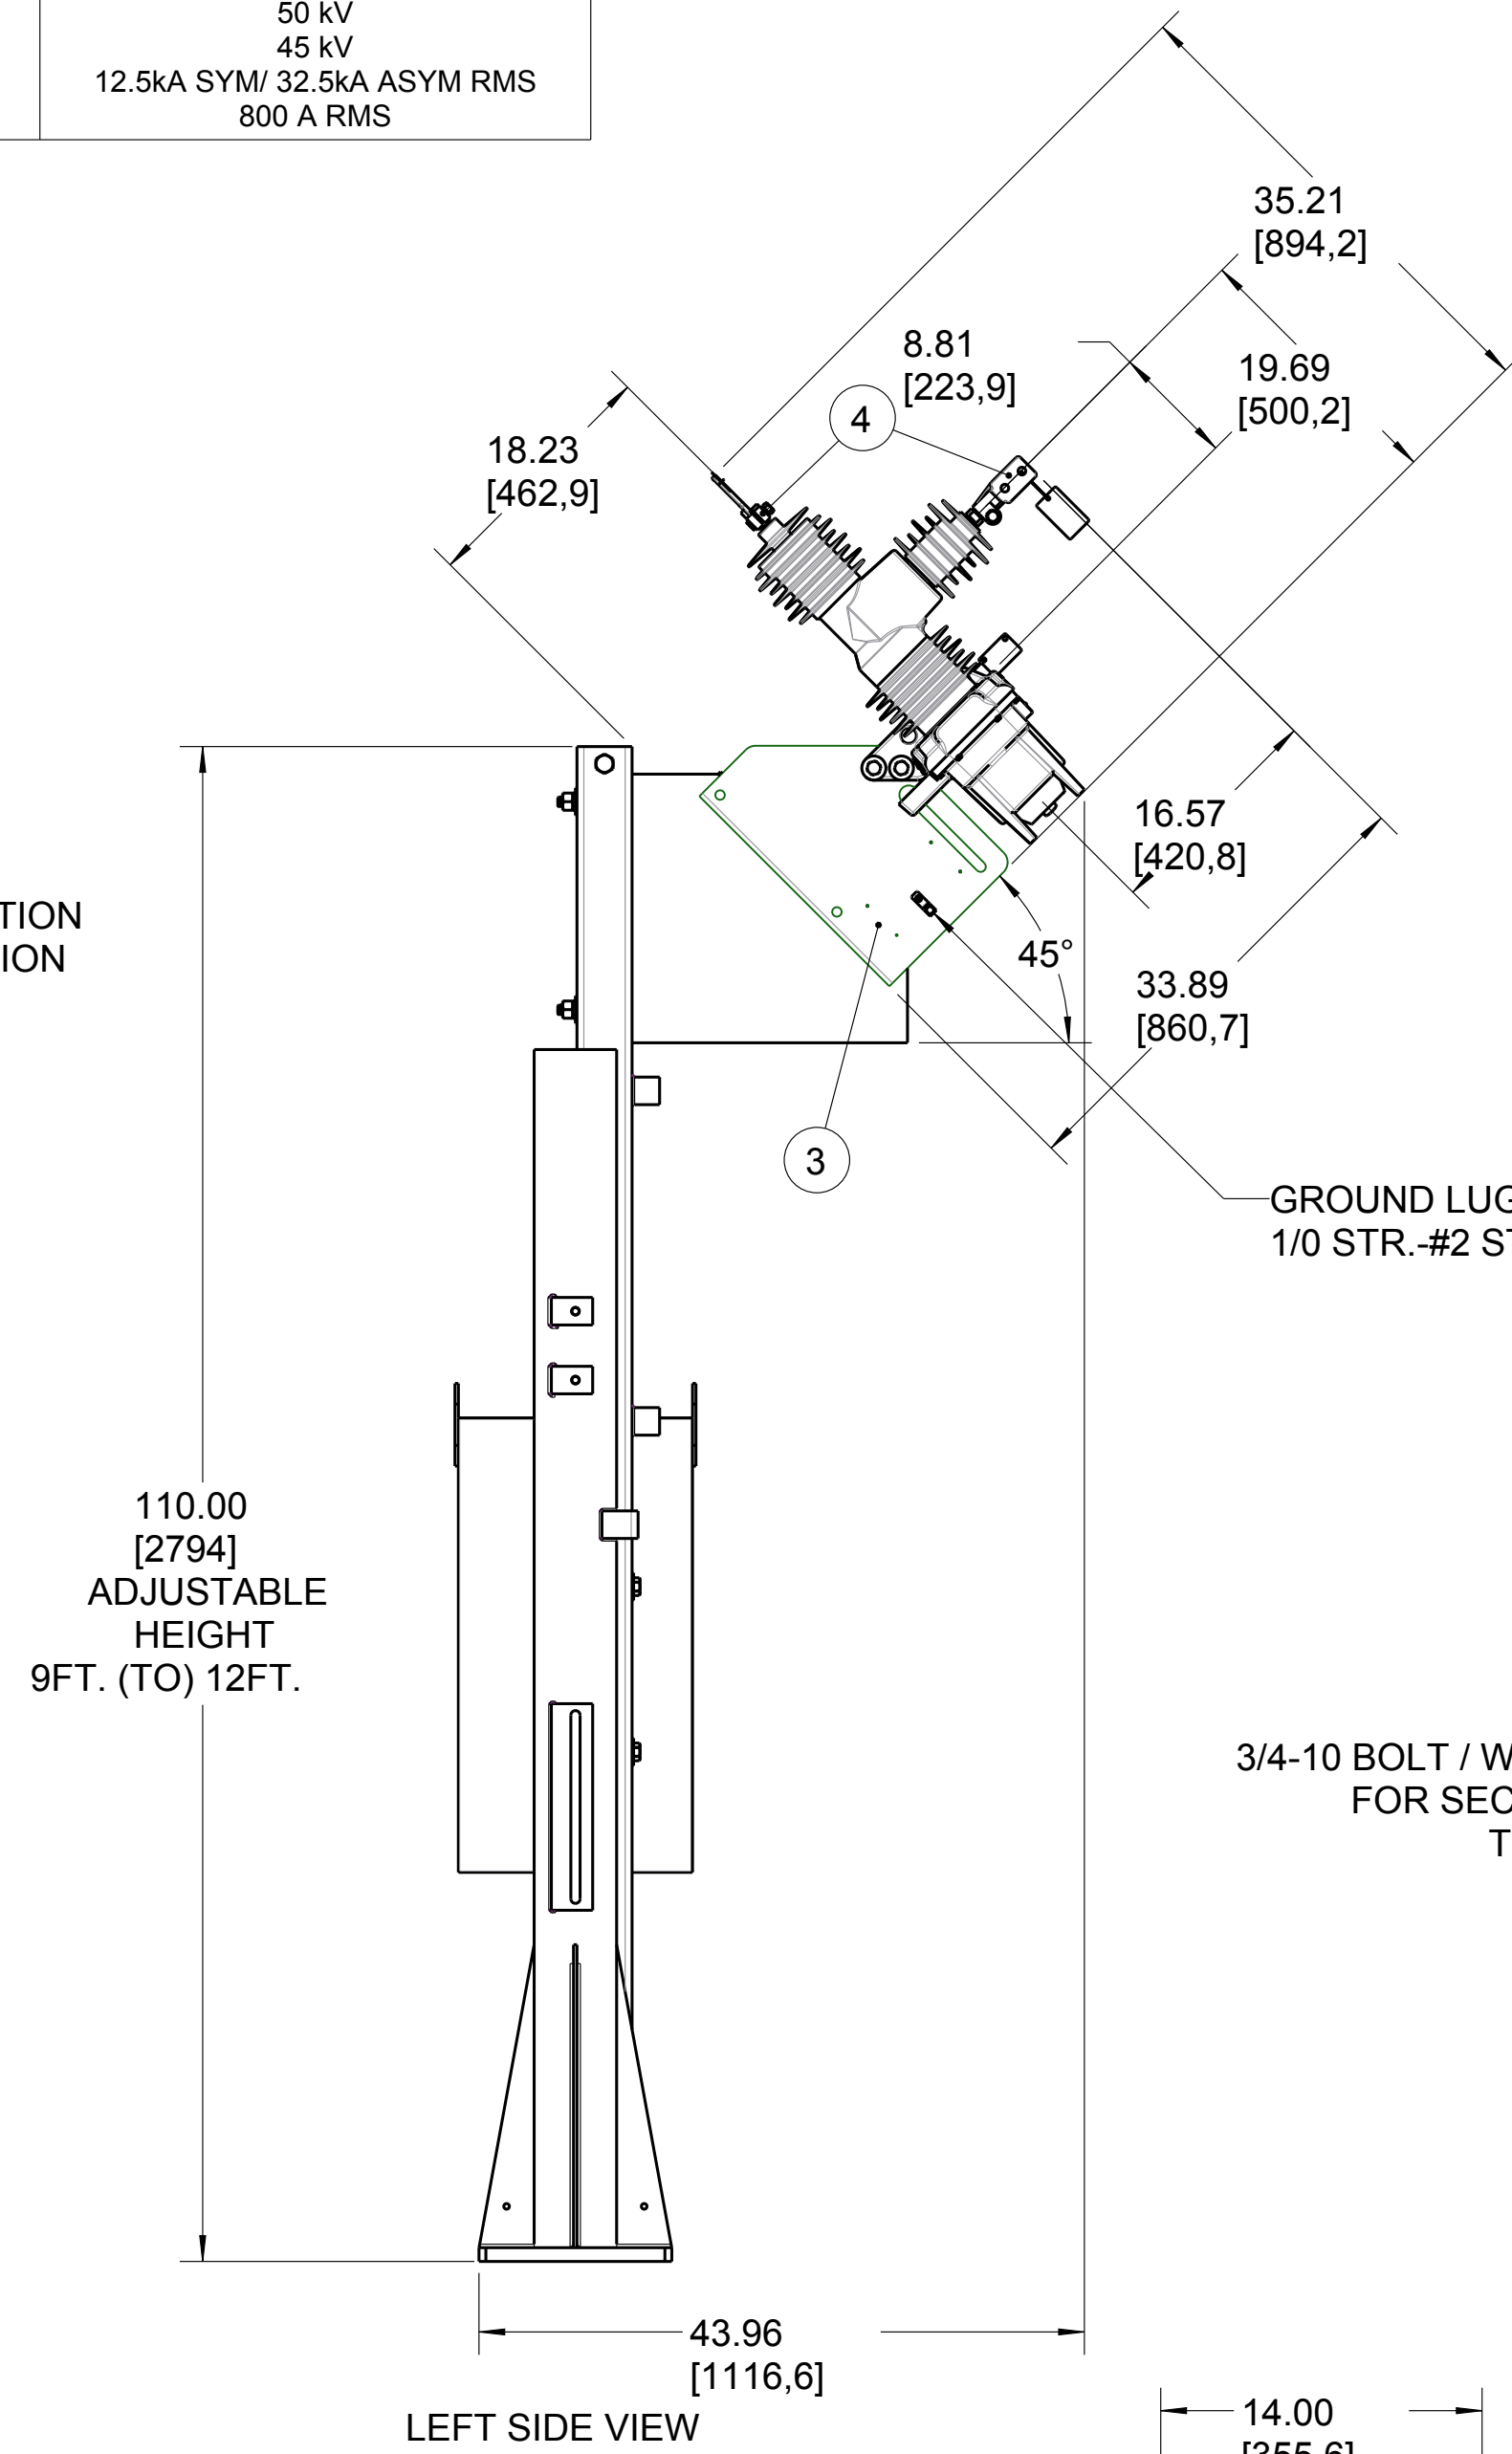 50 kV
45 kV
12.5kA SYM/ 32.5kA ASYM RMS
800 A RMS
35.21
[894,2]
8.81
[223,9]
19.69
[500,2]
4
18.23
[462,9]
16.57
[420,8]
TION
ION
45°
33.89
[860,7]
3
GROUND LUG
1/0 STR.-#2 ST
110.00
[2794]
ADJUSTABLE
HEIGHT
9FT. (TO) 12FT.
3/4-10 BOLT / W
FOR SEC
T
43.96
[1116,6]
LEFT SIDE VIEW
14.00
[355,6]